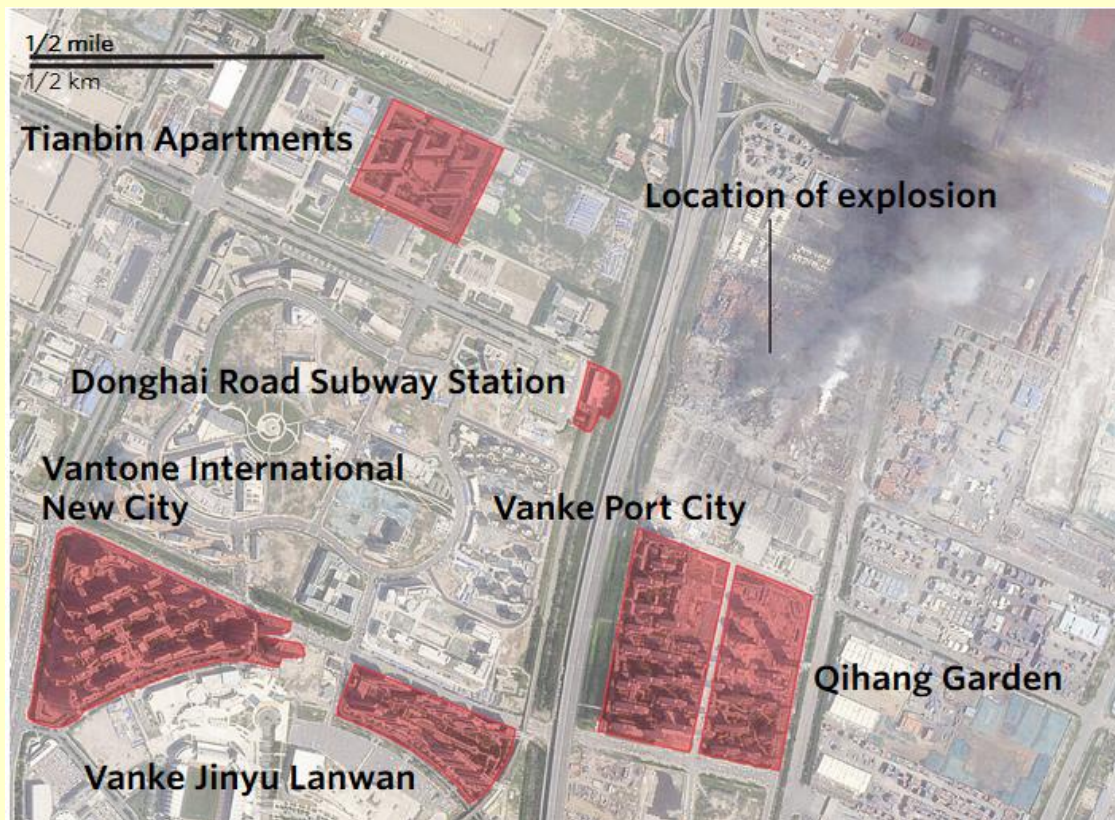 1/2 mile
1/2 km
Tianbin Apartments
Location of explosion
Donghai Road Subway Station
Vantone International
New City
Vanke Port City
Qihang Garden
Vanke Jinyu Lanwan